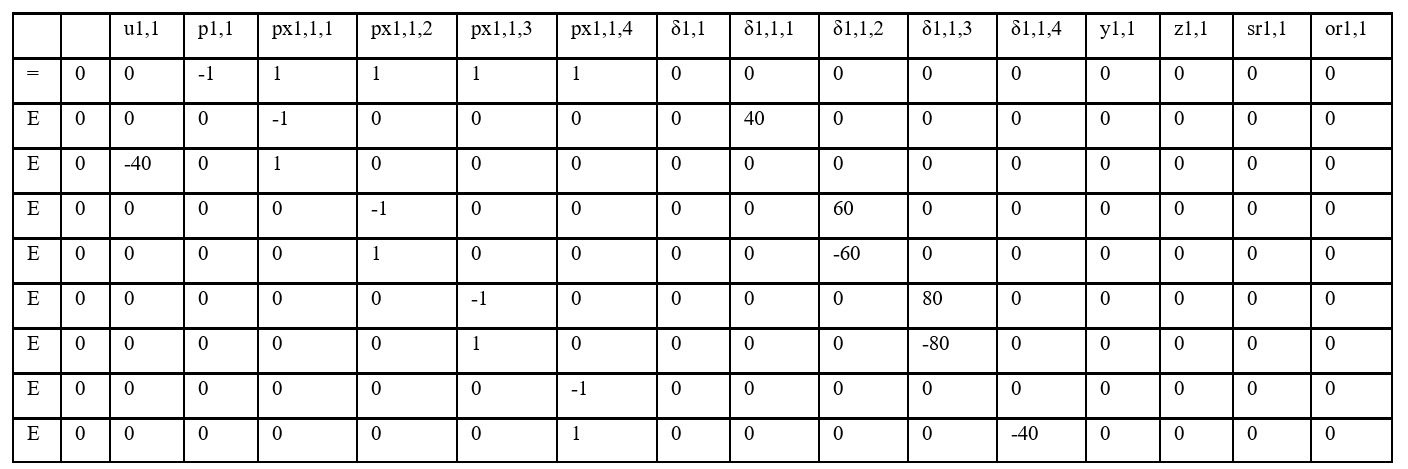 u1,1 p1,1 px1,1,1 px1,1,2 px1,1,3 px1,1,4 δ1,1 δ1,1,1 δ1,1,2 δ1,1,3 δ1,1,4 y1,1 z1,1 sr1,1 or1,1
= 0 0 -1 1 1 1 1 0 0 0 0 0 0 0 0 0
E 0 0 0 -1 0 0 0 0 40 0 0 0 0 0 0 0
E 0 -40 0 1 0 0 0 0 0 0 0 0 0 0 0 0
E 0 0 0 0 -1 0 0 0 0 60 0 0 0 0 0 0
E 0 0 0 0 1 0 0 0 0 -60 0 0 0 0 0 0
E 0 0 0 0 0 -1 0 0 0 0 80 0 0 0 0 0
E 0 0 0 0 0 1 0 0 0 0 -80 0 0 0 0 0
E 0 0 0 0 0 0 -1 0 0 0 0 0 0 0 0 0
E 0 0 0 0 0 0 1 0 0 0 0 -40 0 0 0 0